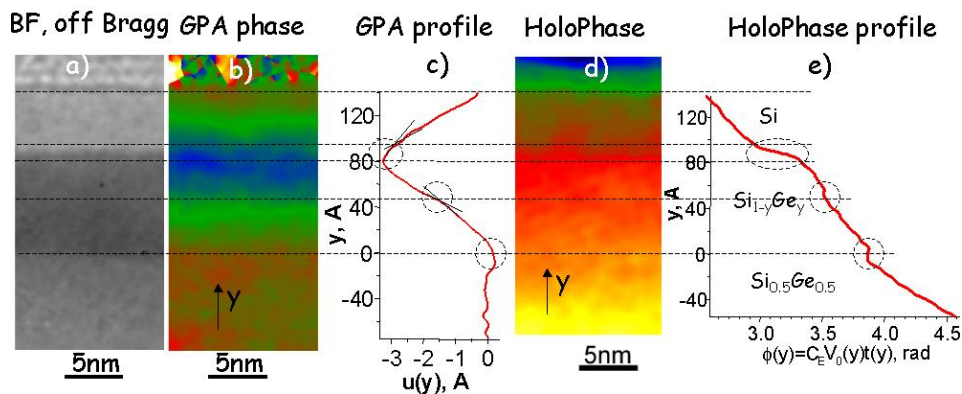 BF, off Bragg GPA phase GPA profile HoloPhase HoloPhase profile
a) b) c) d) e)
120
80
40
0
-40
y, A
-3 -2 -1 0
u(y), A
y
y
5nm 5nm 5nm
Si
Si1-yGey
Si0.5Ge0.5
120
80
40
0
-40
y, A
3.0 3.5 4.0 4.5
ϕ(y)=CEV0(y)t(y), rad